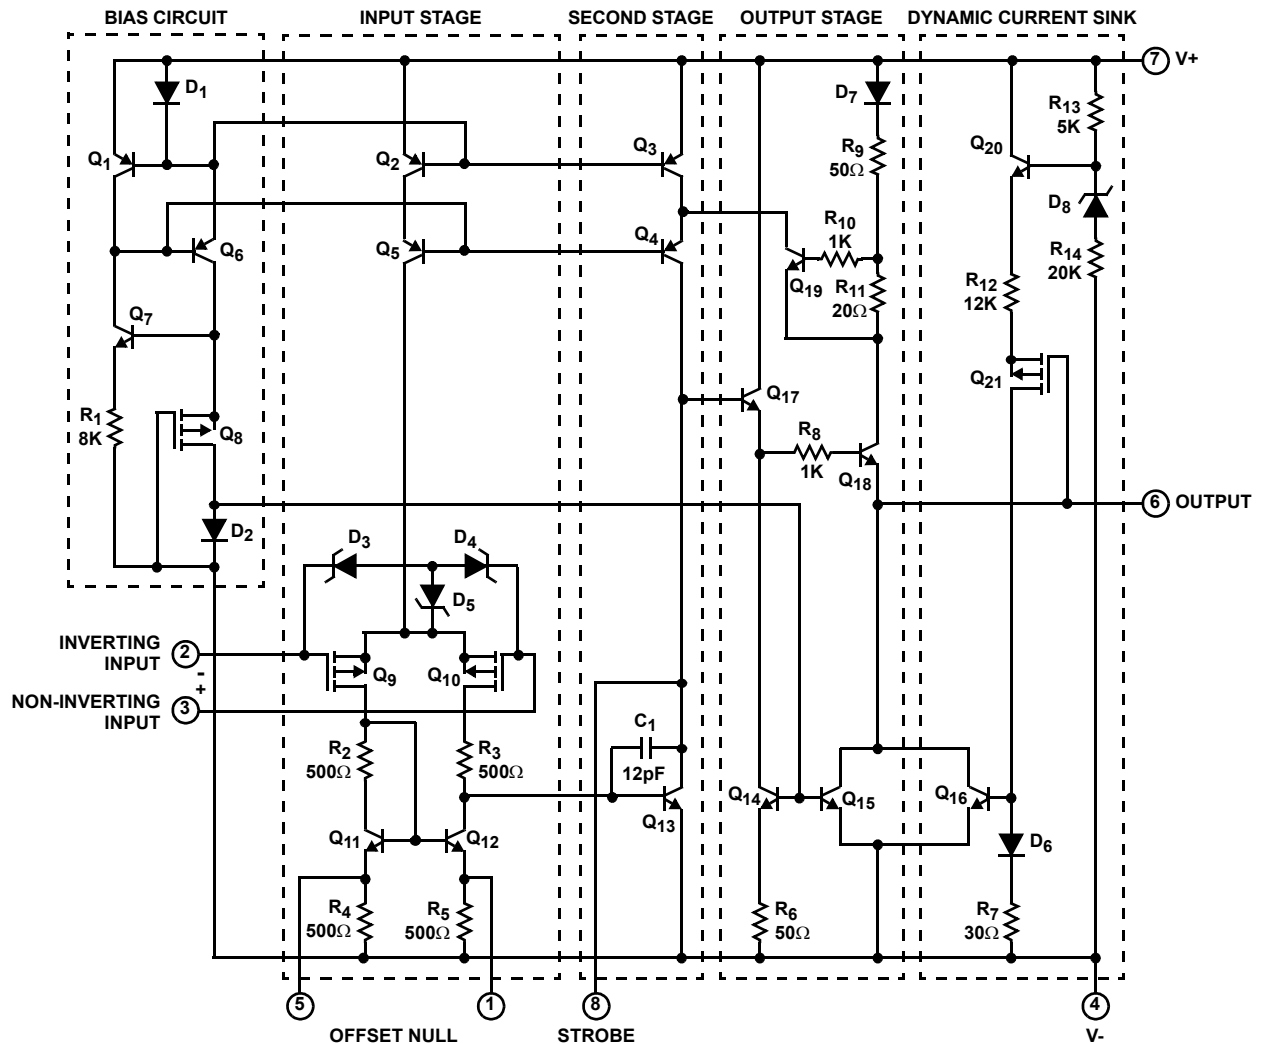 BIAS CIRCUIT
INPUT STAGE
SECOND STAGE
OUTPUT STAGE
DYNAMIC CURRENT SINK
7 V+
D1
D7
R13
5K
Q1
Q2
Q3
R9
50Ω
Q20
D8
Q6
Q5
Q4
R10
1K
R14
20K
Q19
R11
20Ω
R12
12K
Q7
Q21
Q17
R1
8K
Q8
R8
1K
Q18
6 OUTPUT
D2
D3
D4
D5
INVERTING
INPUT
2
-
+
NON-INVERTING
INPUT
3
Q9
Q10
R2
500Ω
R3
500Ω
C1
12pF
Q13
Q14
Q15
Q16
Q11
Q12
D6
R4
500Ω
R5
500Ω
R6
50Ω
R7
30Ω
5
1
8
4
OFFSET NULL
STROBE
V-